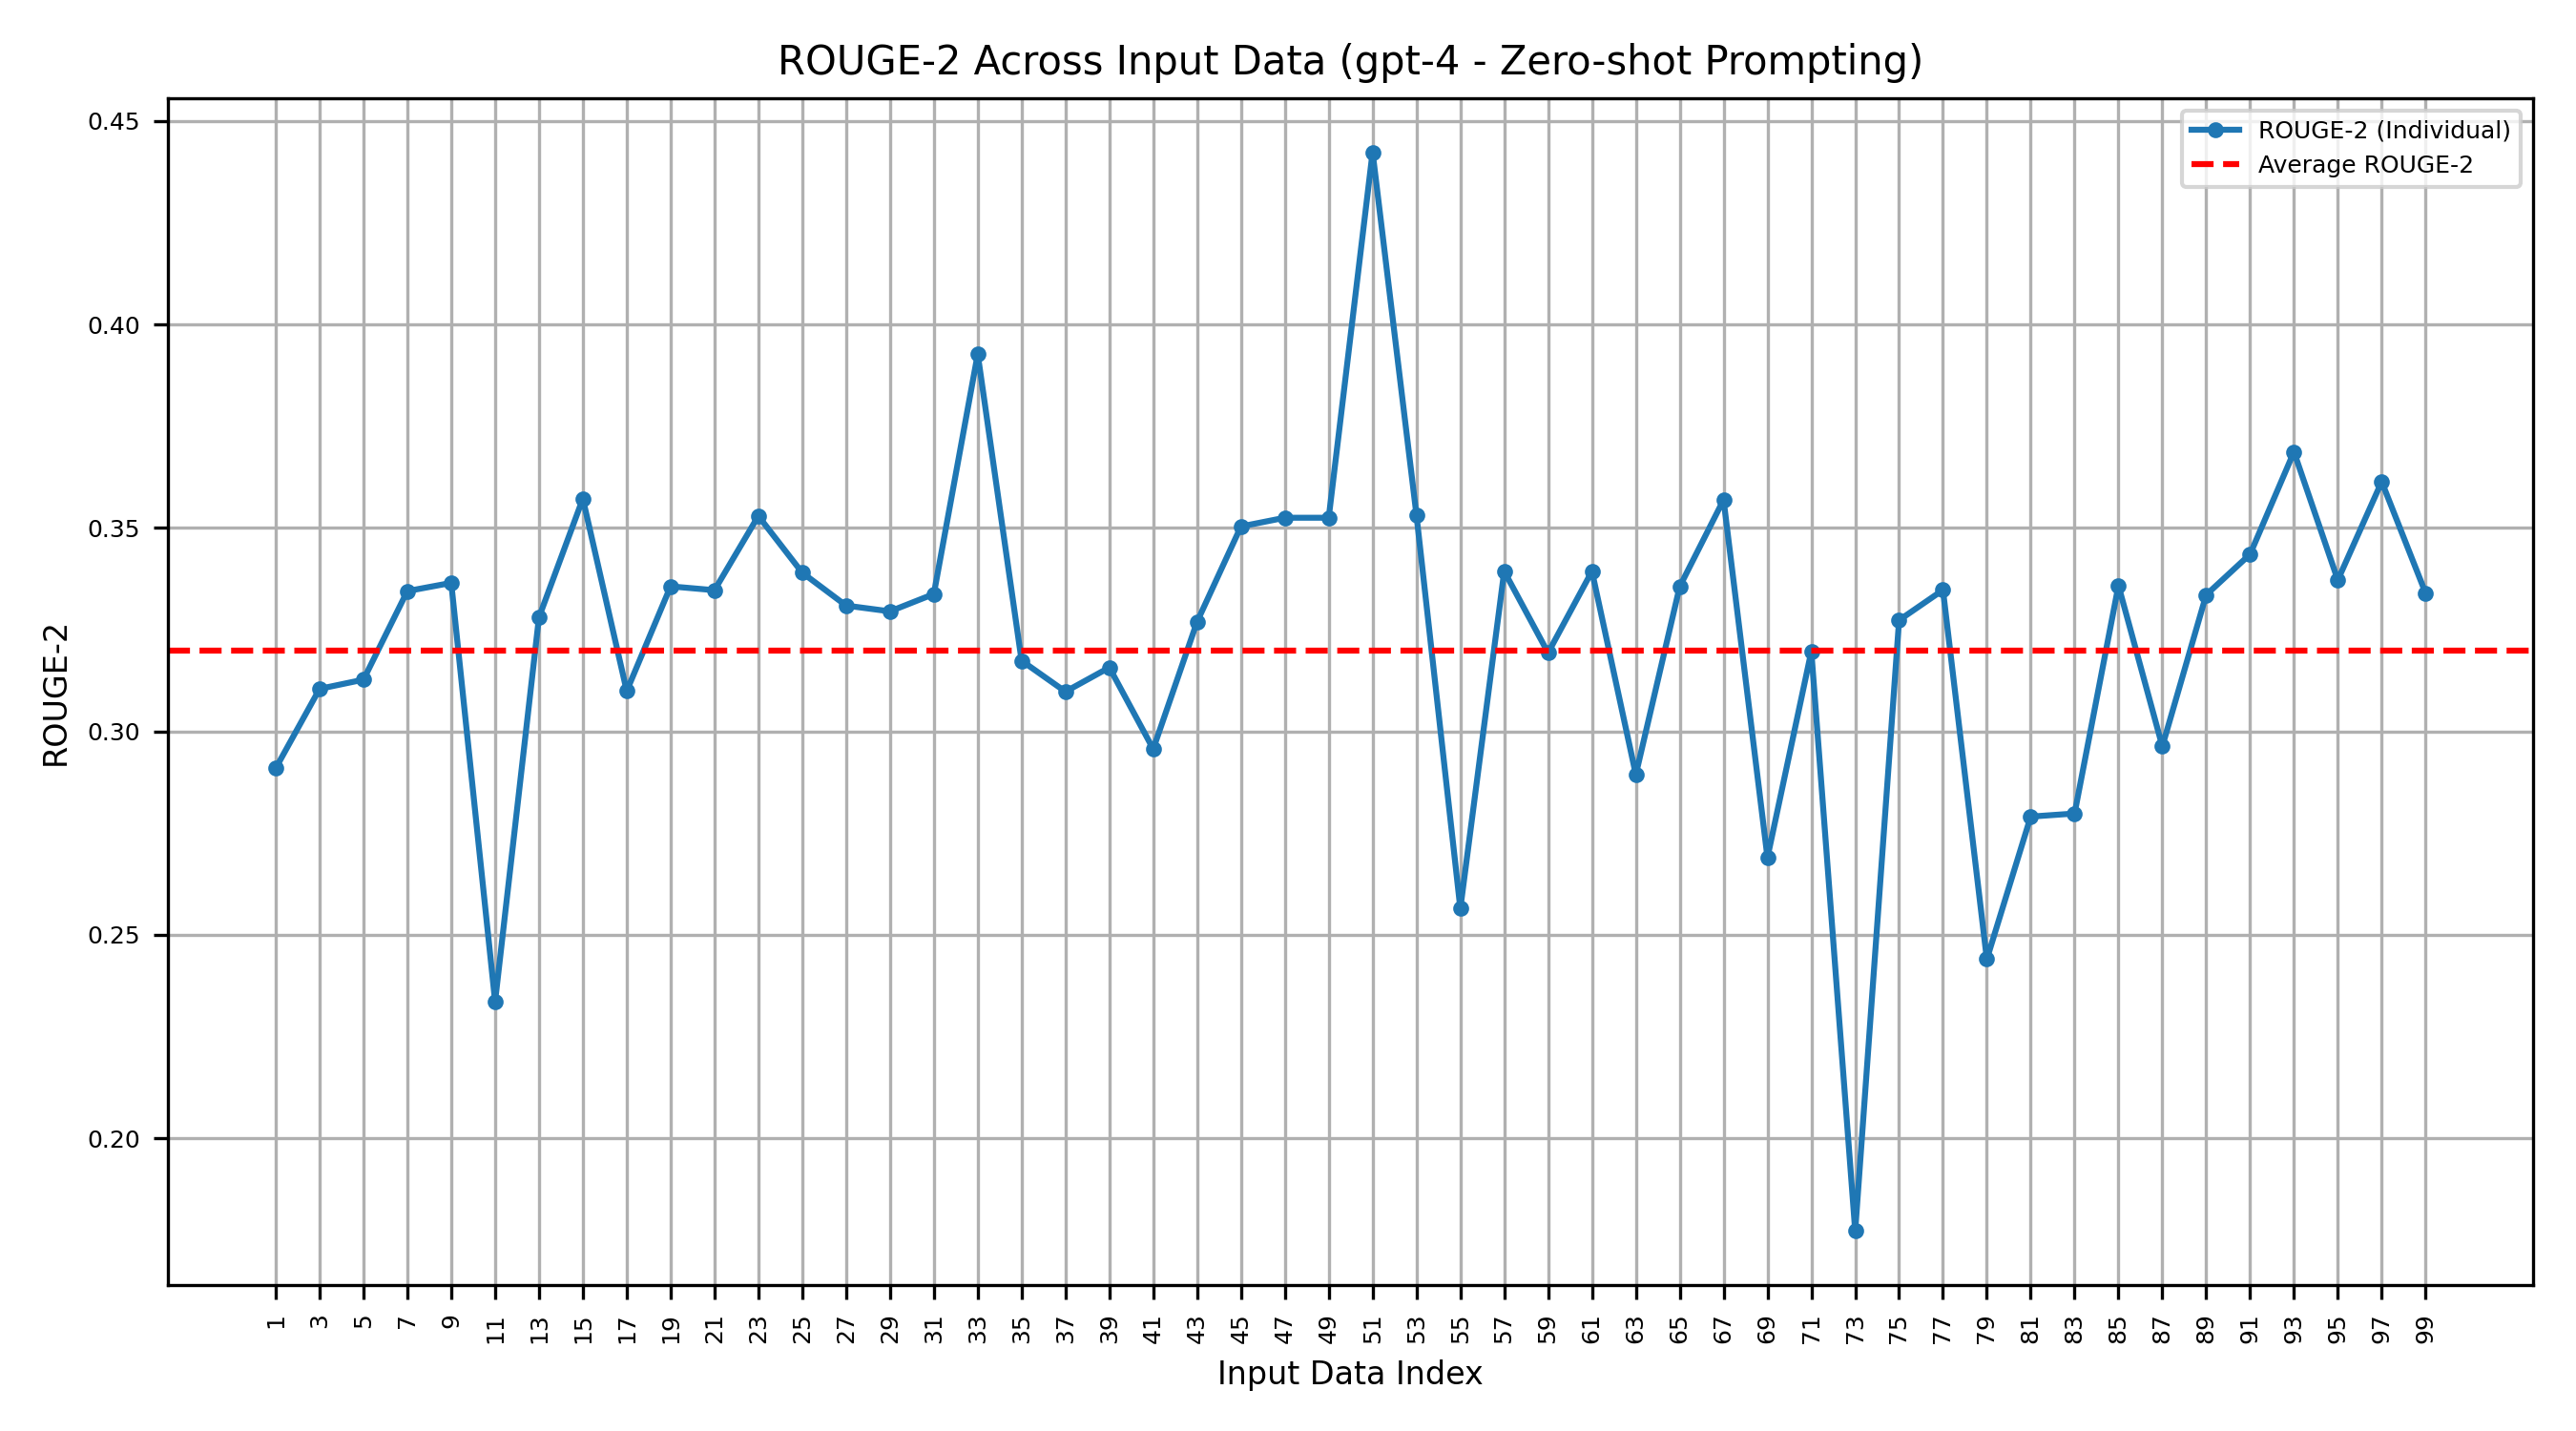 ROUGE-2 Across Input Data (gpt-4 - Zero-shot Prompting)
ROUGE-2 (Individual)
Average ROUGE-2
ROUGE-2
0.45
0.40
0.35
0.30
0.25
0.20
1 3 5 7 9 11 13 15 17 19 21 23 25 27 29 31 33 35 37 39 41 43 45 47 49 51 53 55 57 59 61 63 65 67 69 71 73 75 77 79 81 83 85 87 89 91 93 95 97 99
Input Data Index